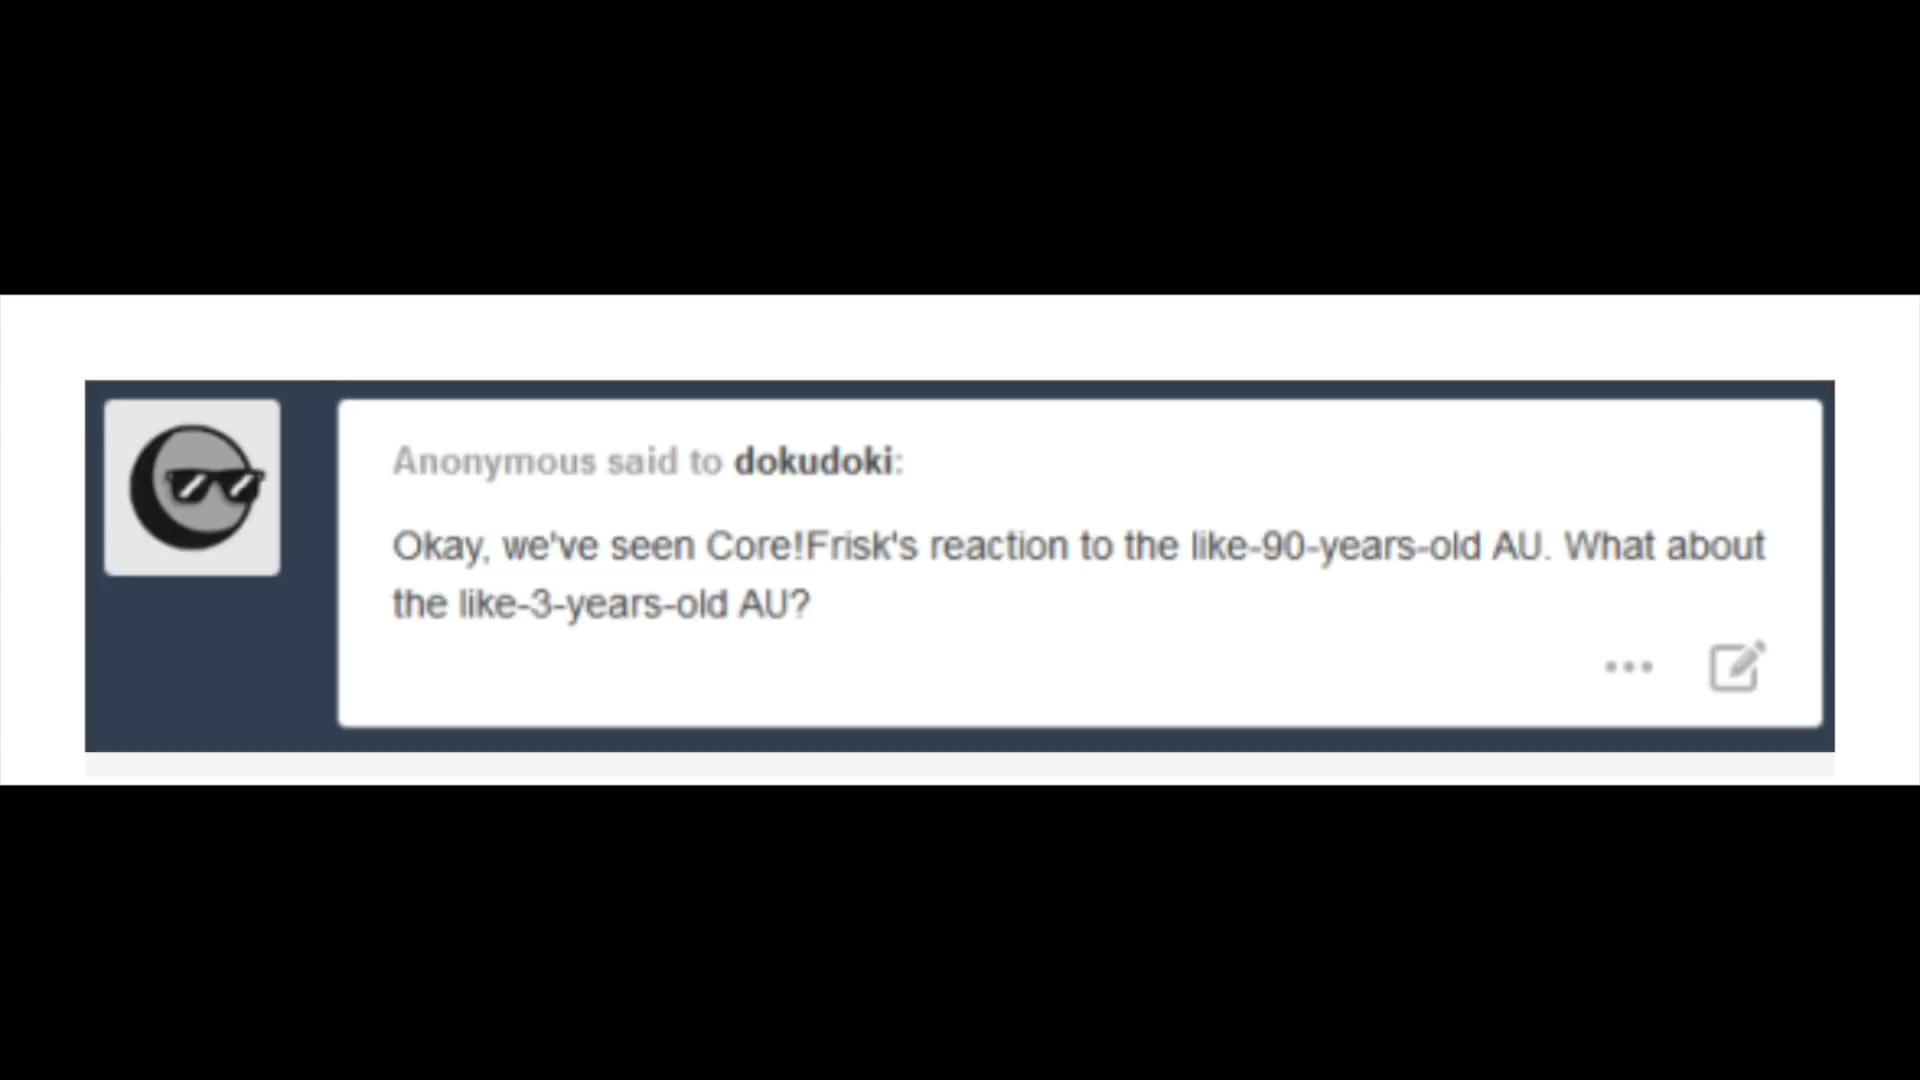 Anonymous said to dokudoki:
Okay, we've seen Core!Frisk's reaction to the like-90-years-old AU. What about
the like-3-years-old AU?